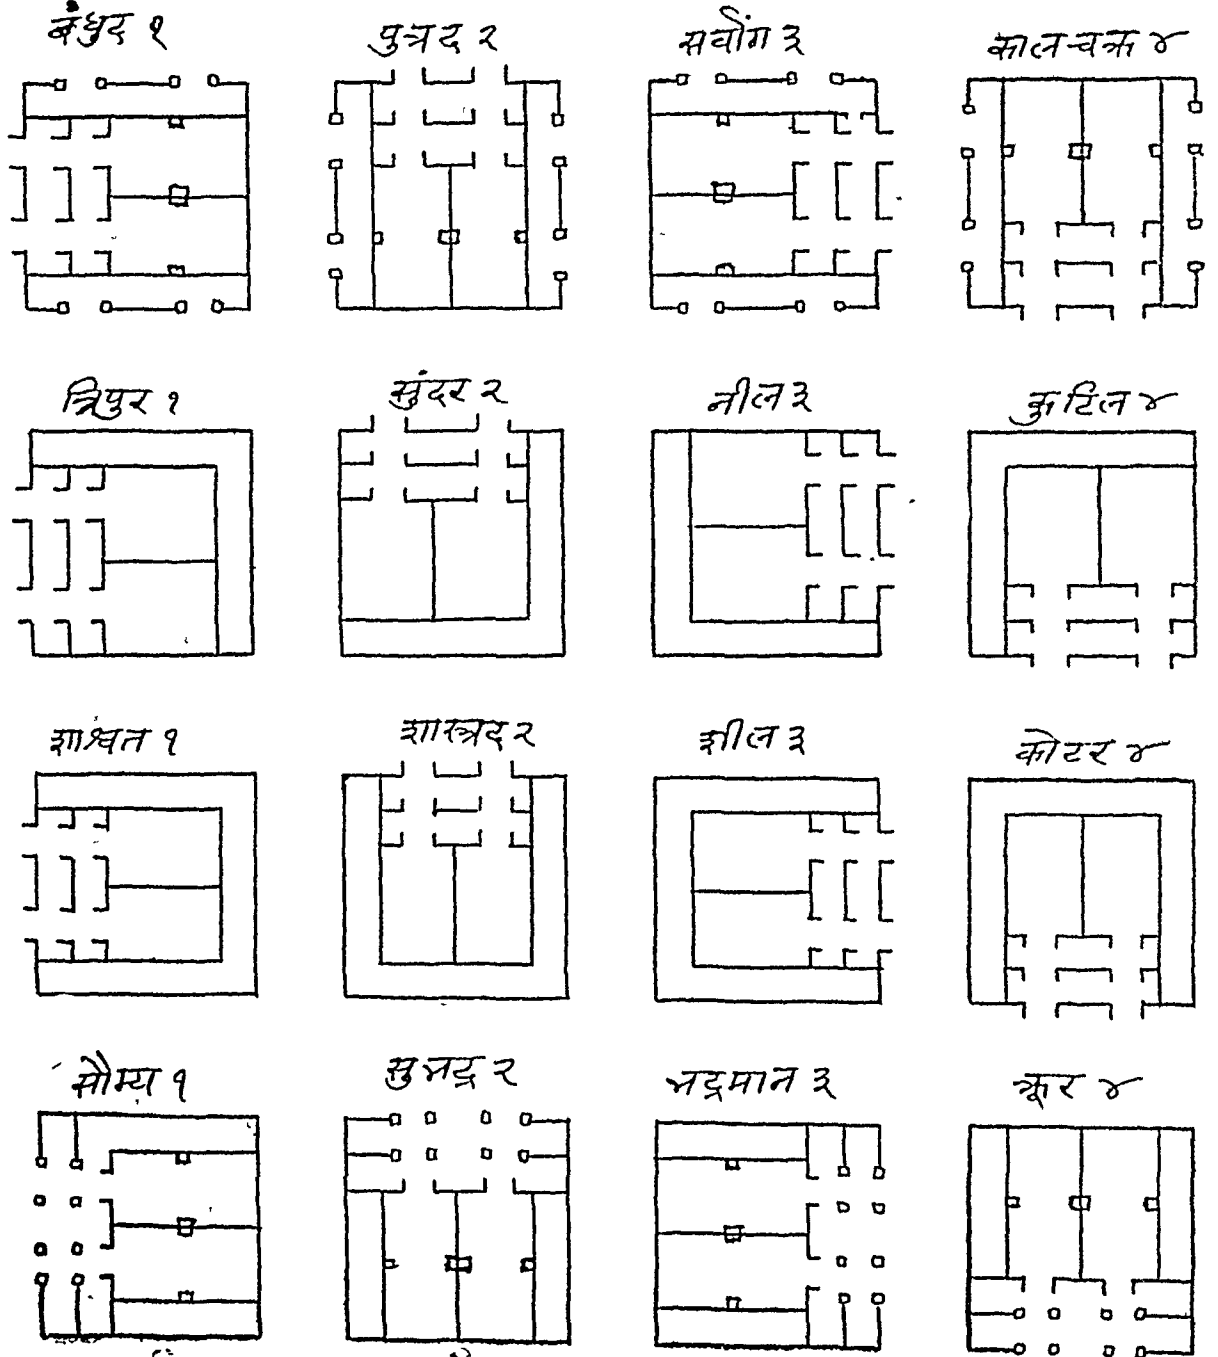 बंधुद १ पुत्रद २ सर्वांग ३ कालचक्र ४
त्रिपुर १ सुंदर २ नील ३ कुटिल ४
शाश्वत १ शास्त्रद २ शील ३ कोटर ४
सौम्य १ सुभद्र २ भद्रमान ३ क्रूर ४